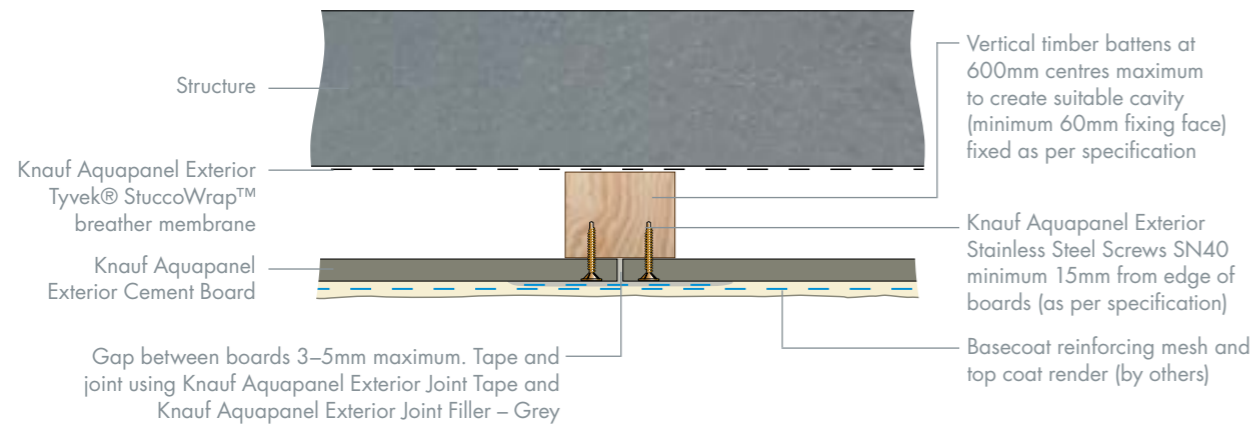 Structure
Knauf Aquapanel Exterior
Tyvek® StuccoWrap™
breather membrane
Knauf Aquapanel
Exterior Cement Board
Gap between boards 3–5mm maximum. Tape and
joint using Knauf Aquapanel Exterior Joint Tape and
Knauf Aquapanel Exterior Joint Filler – Grey
Vertical timber battens at
600mm centres maximum
to create suitable cavity
(minimum 60mm fixing face)
fixed as per specification
Knauf Aquapanel Exterior
Stainless Steel Screws SN40
minimum 15mm from edge of
boards (as per specification)
Basecoat reinforcing mesh and
top coat render (by others)